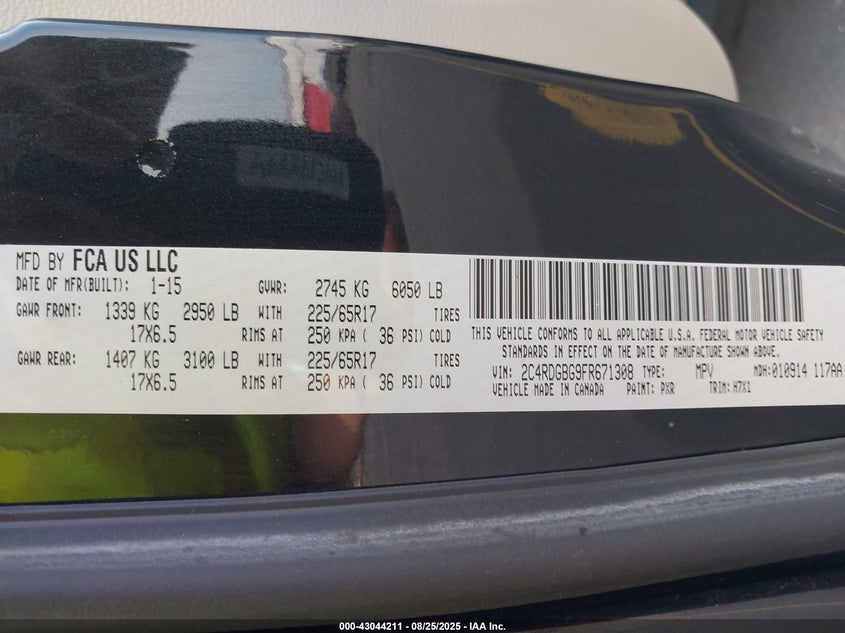 MFD BY FCA US LLC
DATE OF MFR(BUILT): 1-15 GVWR: 2745 KG 6050 LB
GAWR FRONT: 1339 KG 2950 LB WITH 225/65R17 TIRES
17X6.5 RIMS AT 250 KPA ( 36 PSI) COLD
GAWR REAR: 1407 KG 3100 LB WITH 225/65R17 TIRES
17X6.5 RIMS AT 250 KPA ( 36 PSI) COLD
THIS VEHICLE CONFORMS TO ALL APPLICABLE U.S.A. FEDERAL MOTOR VEHICLE SAFETY
STANDARDS IN EFFECT ON THE DATE OF MANUFACTURE SHOWN ABOVE.
VIN: 2C4RDGBG9FR671308 TYPE: MPV MDH: 010914 117AA
VEHICLE MADE IN CANADA PAINT: PXR TRIM: H7X1
000-43044211 - 08/25/2025 - IAA Inc.